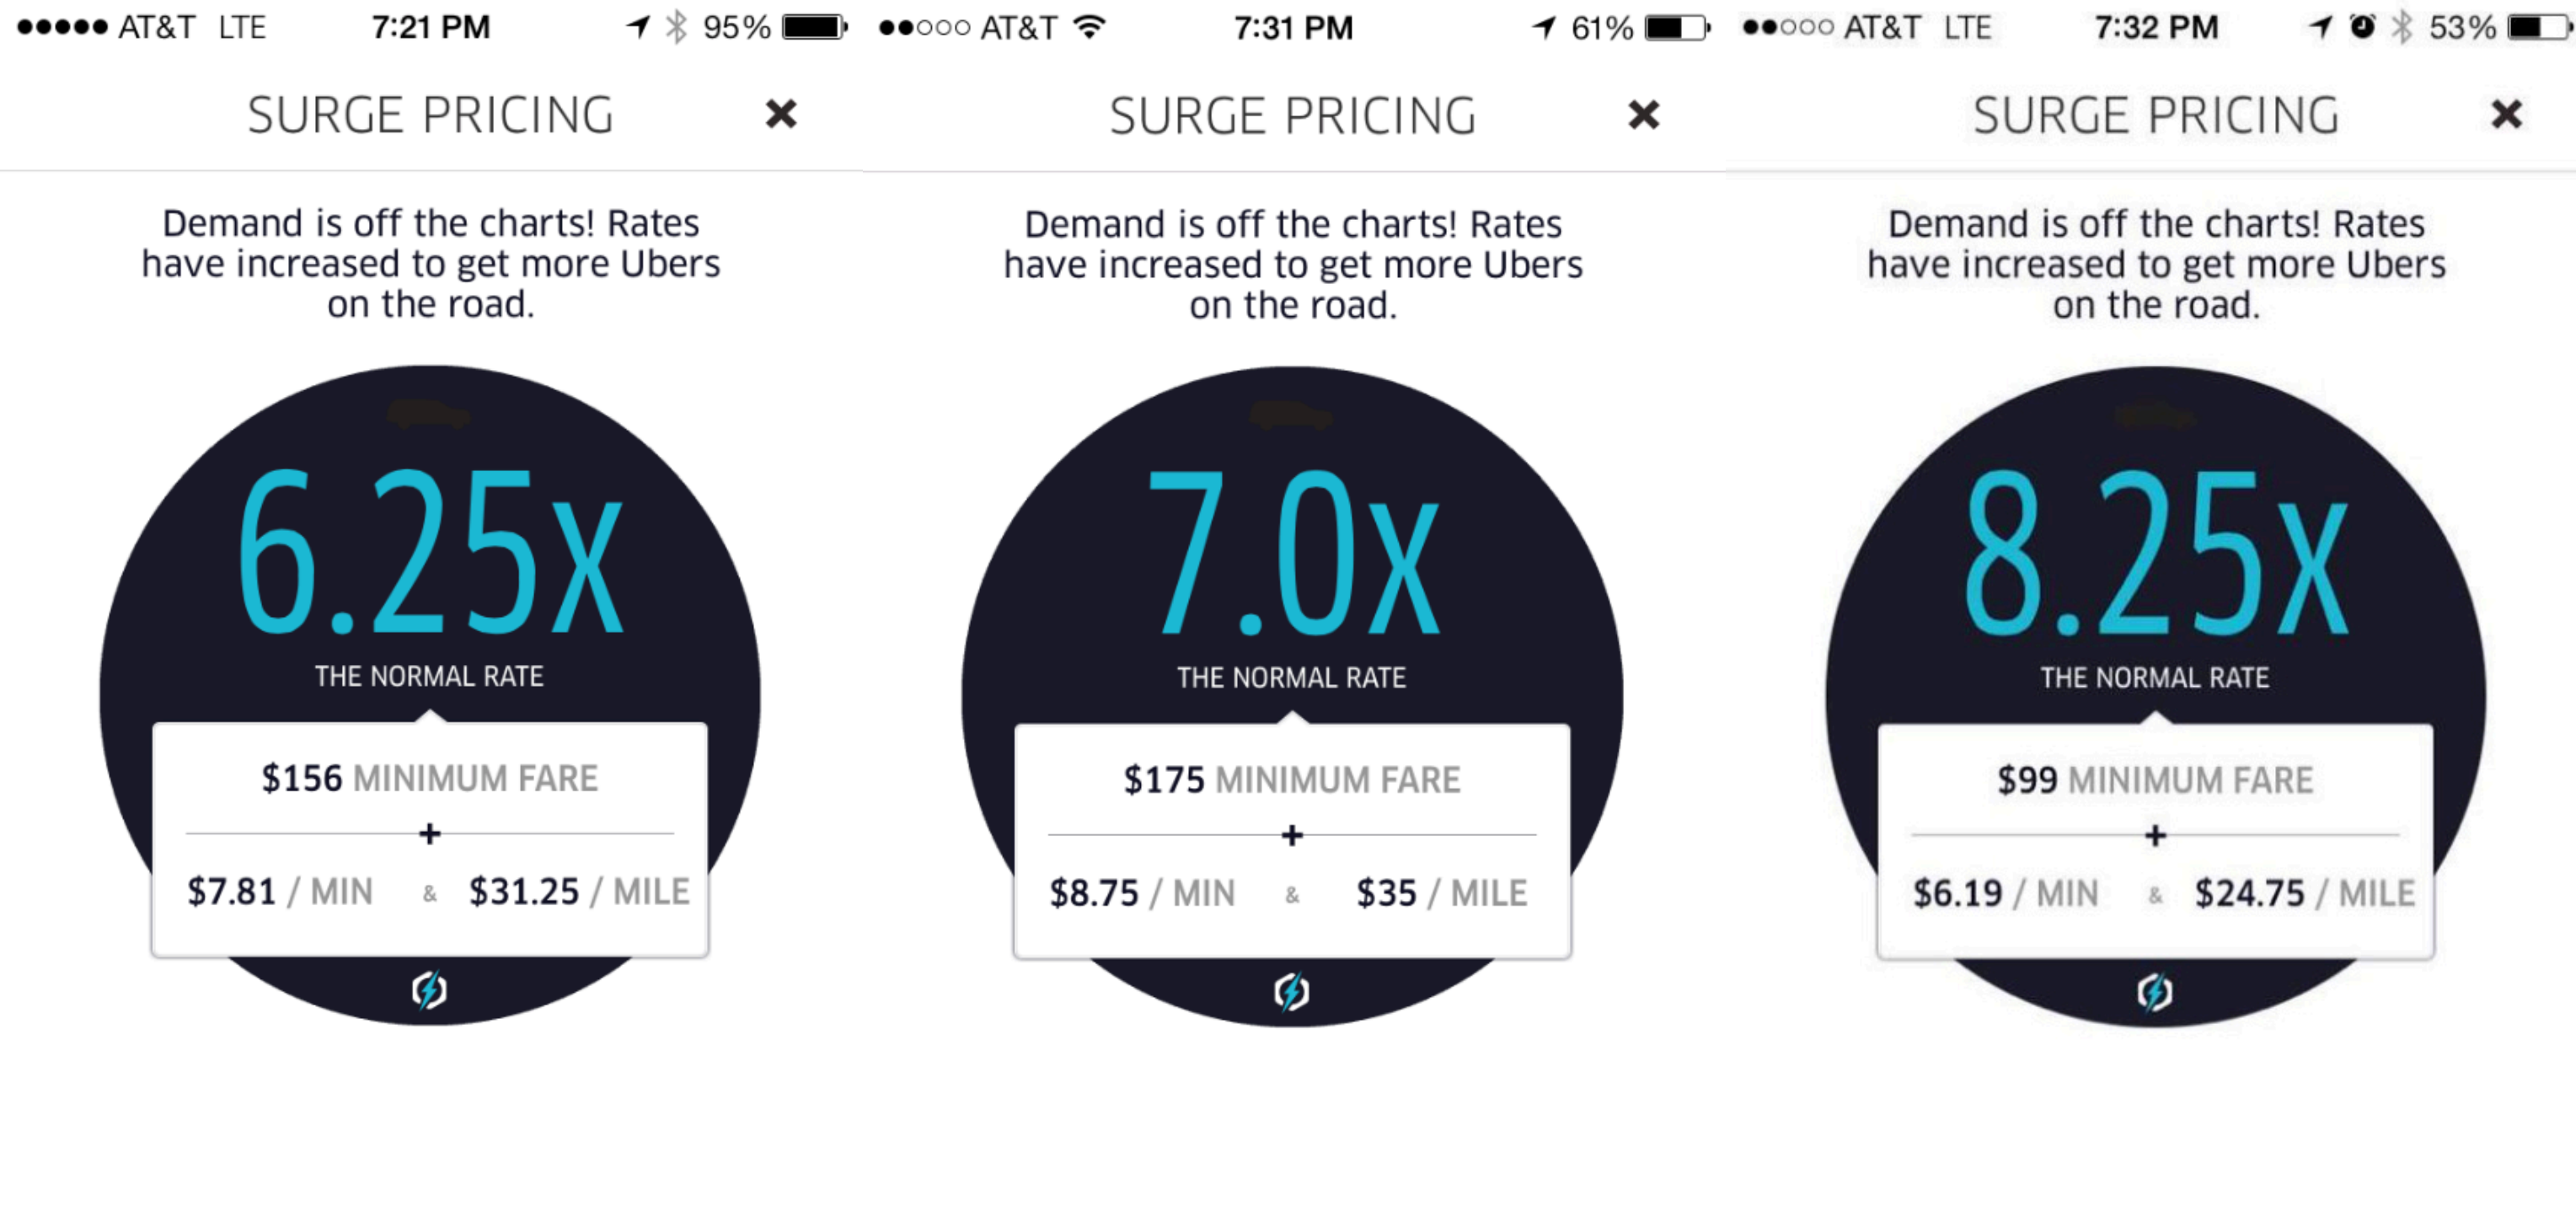 AT&T LTE 7:21 PM 95%
SURGE PRICING
Demand is off the charts! Rates
have increased to get more Ubers
on the road.
6.25x
THE NORMAL RATE
$156 MINIMUM FARE
+
$7.81 / MIN & $31.25 / MILE
AT&T 7:31 PM 61%
SURGE PRICING
Demand is off the charts! Rates
have increased to get more Ubers
on the road.
7.0x
THE NORMAL RATE
$175 MINIMUM FARE
+
$8.75 / MIN & $35 / MILE
AT&T LTE 7:32 PM 53%
SURGE PRICING
Demand is off the charts! Rates
have increased to get more Ubers
on the road.
8.25x
THE NORMAL RATE
$99 MINIMUM FARE
+
$6.19 / MIN & $24.75 / MILE